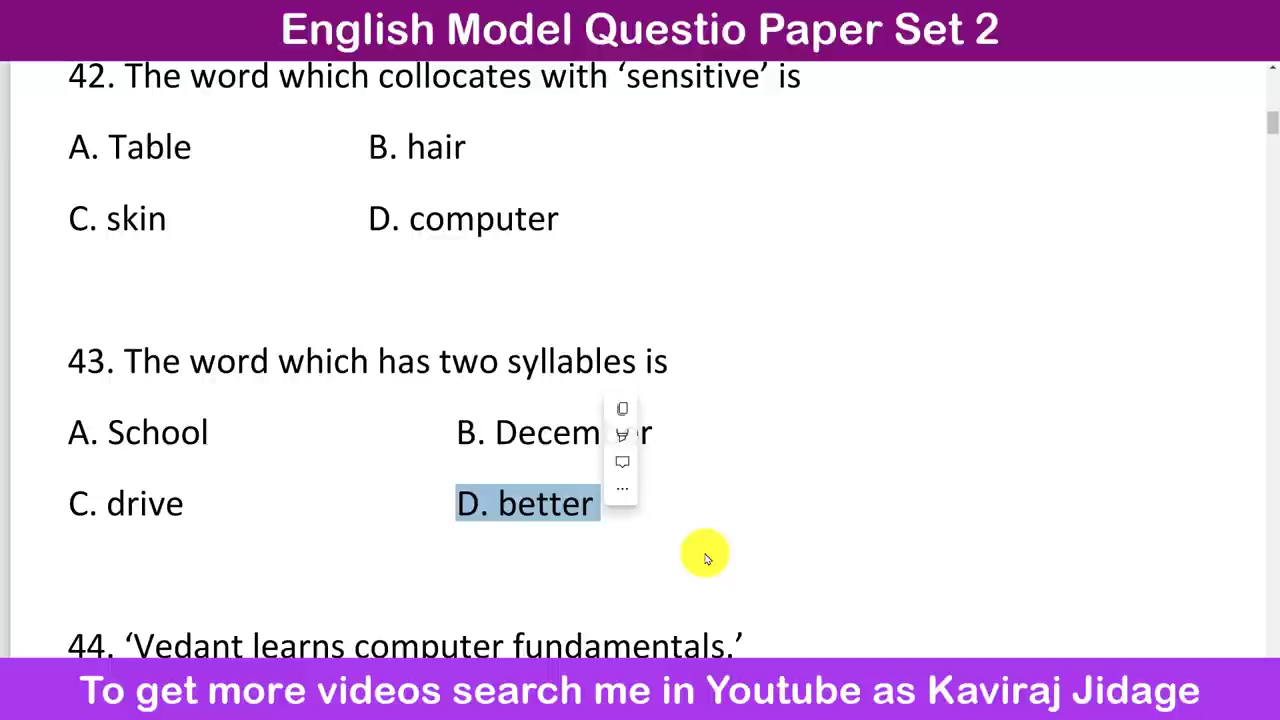 English Model Questio Paper Set 2
42. The word which collocates with ‘sensitive’ is
A. Table B. hair
C. skin D. computer
43. The word which has two syllables is
A. School B. December
C. drive D. better
44. ‘Vedant learns computer fundamentals.’
To get more videos search me in Youtube as Kaviraj Jidage